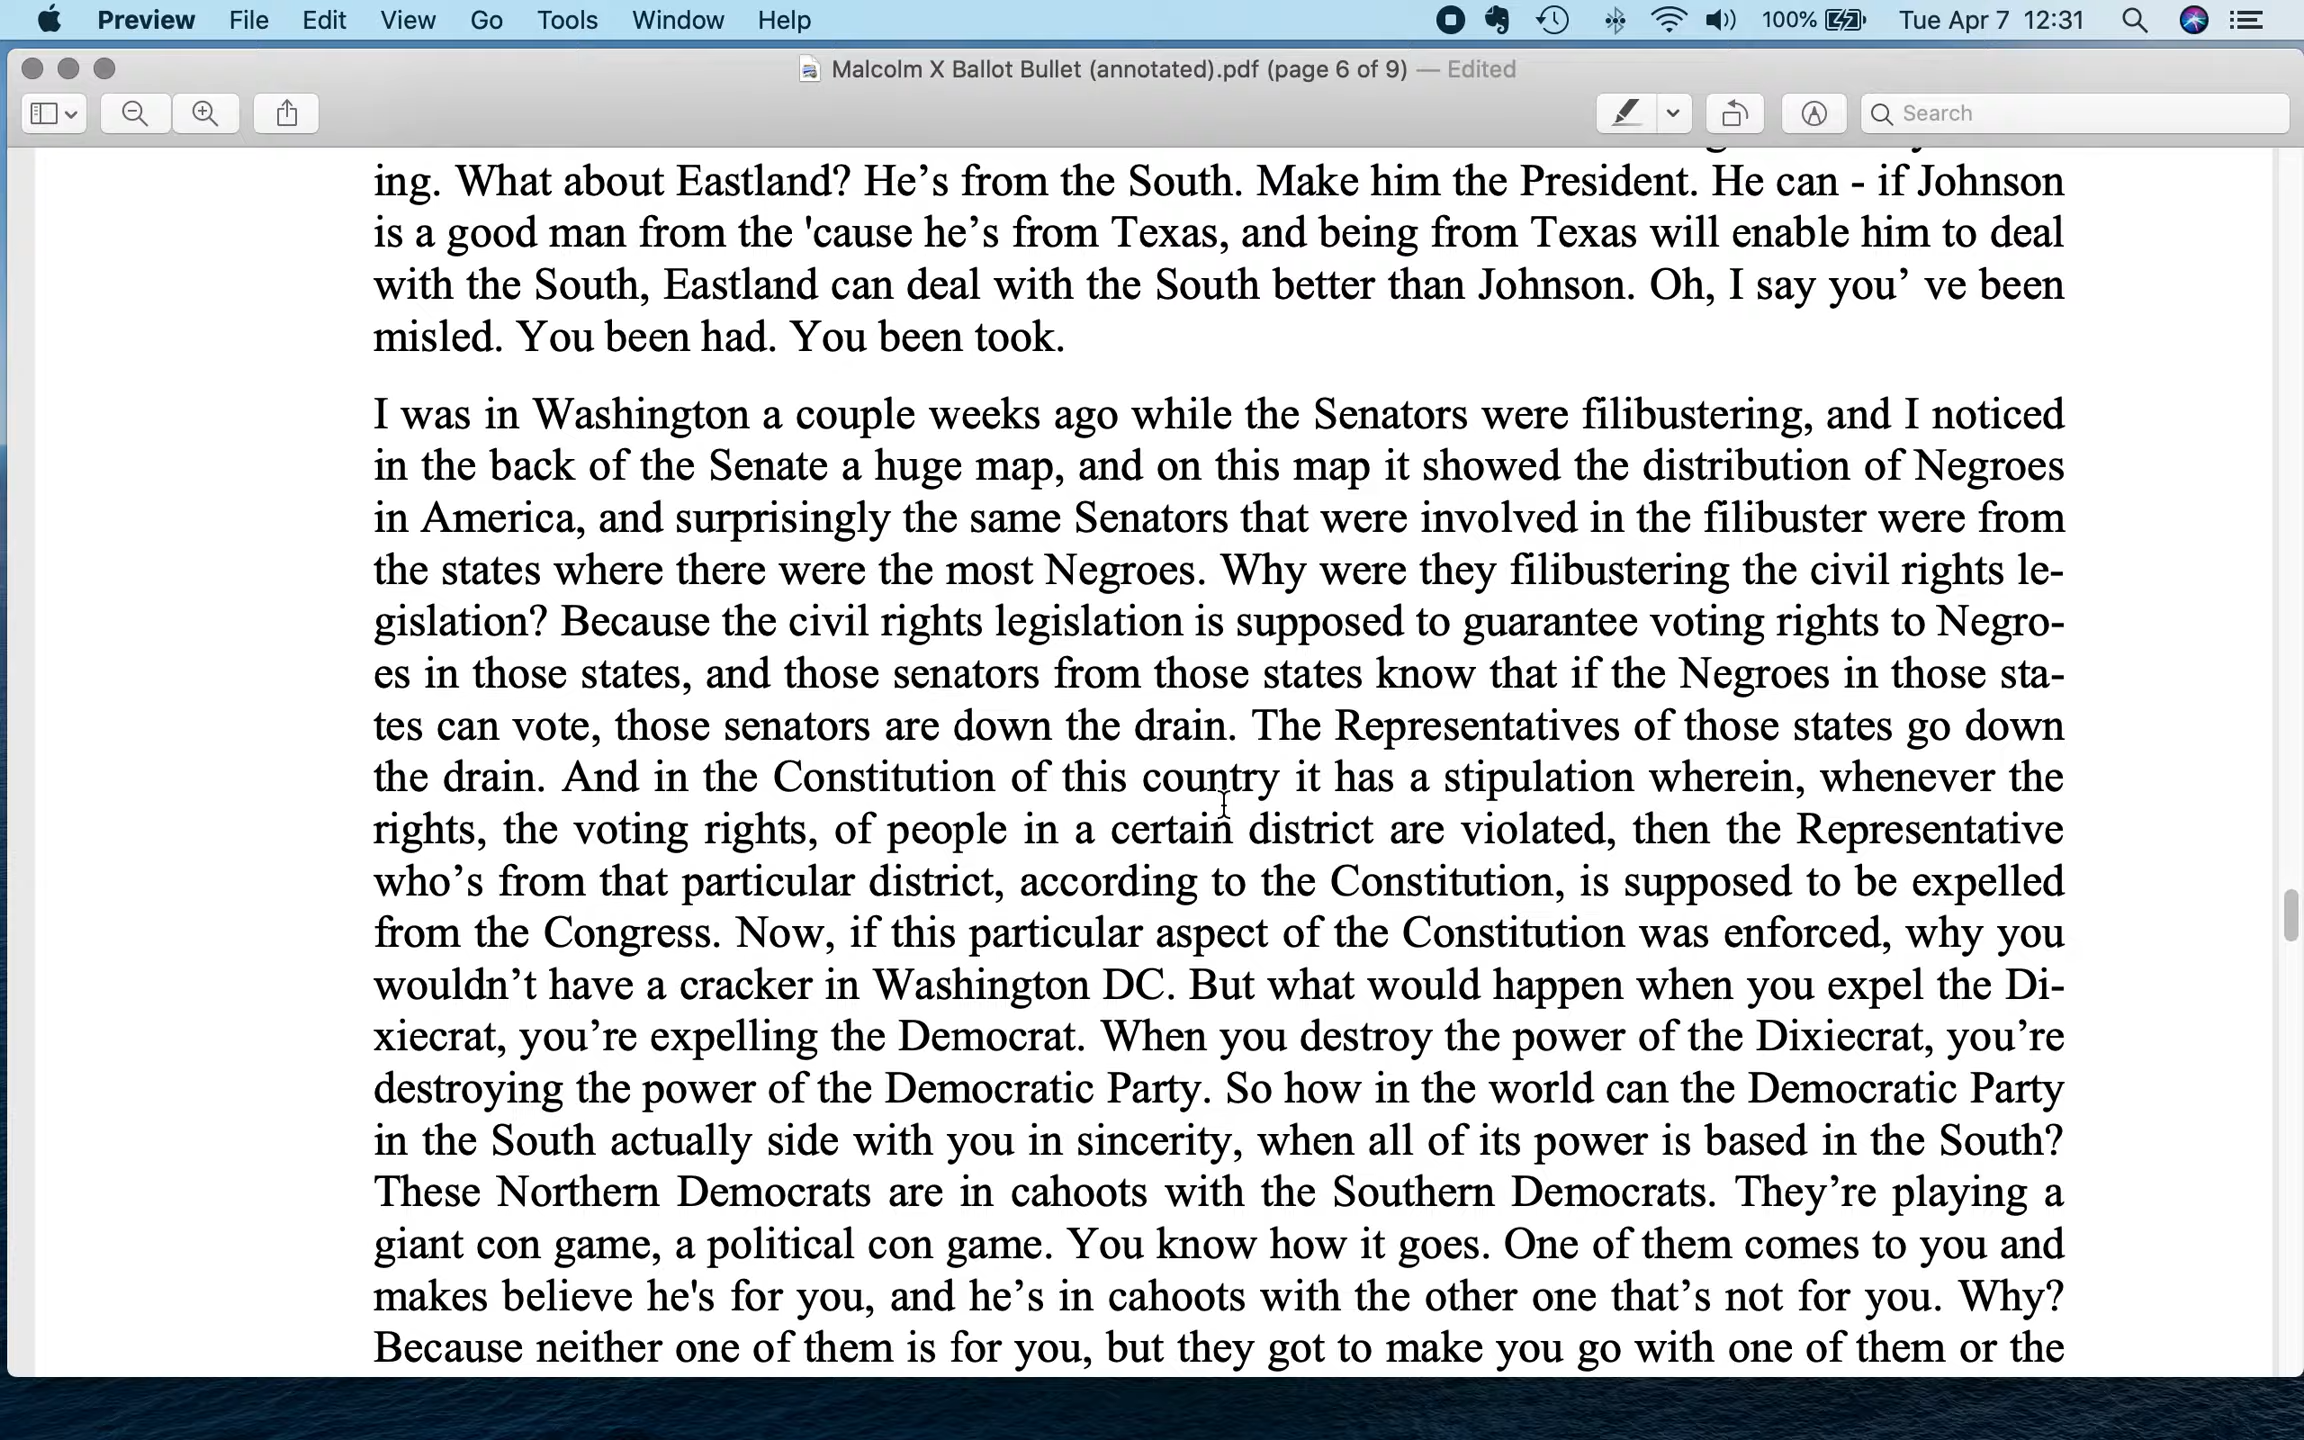 Preview File Edit View Go Tools Window Help 100% Tue Apr 7 12:31
Malcolm X Ballot Bullet (annotated).pdf (page 6 of 9) — Edited
Search
ing. What about Eastland? He’s from the South. Make him the President. He can - if Johnson
is a good man from the 'cause he’s from Texas, and being from Texas will enable him to deal
with the South, Eastland can deal with the South better than Johnson. Oh, I say you’ ve been
misled. You been had. You been took.
I was in Washington a couple weeks ago while the Senators were filibustering, and I noticed
in the back of the Senate a huge map, and on this map it showed the distribution of Negroes
in America, and surprisingly the same Senators that were involved in the filibuster were from
the states where there were the most Negroes. Why were they filibustering the civil rights le-
gislation? Because the civil rights legislation is supposed to guarantee voting rights to Negro-
es in those states, and those senators from those states know that if the Negroes in those sta-
tes can vote, those senators are down the drain. The Representatives of those states go down
the drain. And in the Constitution of this country it has a stipulation wherein, whenever the
rights, the voting rights, of people in a certain district are violated, then the Representative
who’s from that particular district, according to the Constitution, is supposed to be expelled
from the Congress. Now, if this particular aspect of the Constitution was enforced, why you
wouldn’t have a cracker in Washington DC. But what would happen when you expel the Di-
xiecrat, you’re expelling the Democrat. When you destroy the power of the Dixiecrat, you’re
destroying the power of the Democratic Party. So how in the world can the Democratic Party
in the South actually side with you in sincerity, when all of its power is based in the South?
These Northern Democrats are in cahoots with the Southern Democrats. They’re playing a
giant con game, a political con game. You know how it goes. One of them comes to you and
makes believe he's for you, and he’s in cahoots with the other one that’s not for you. Why?
Because neither one of them is for you, but they got to make you go with one of them or the